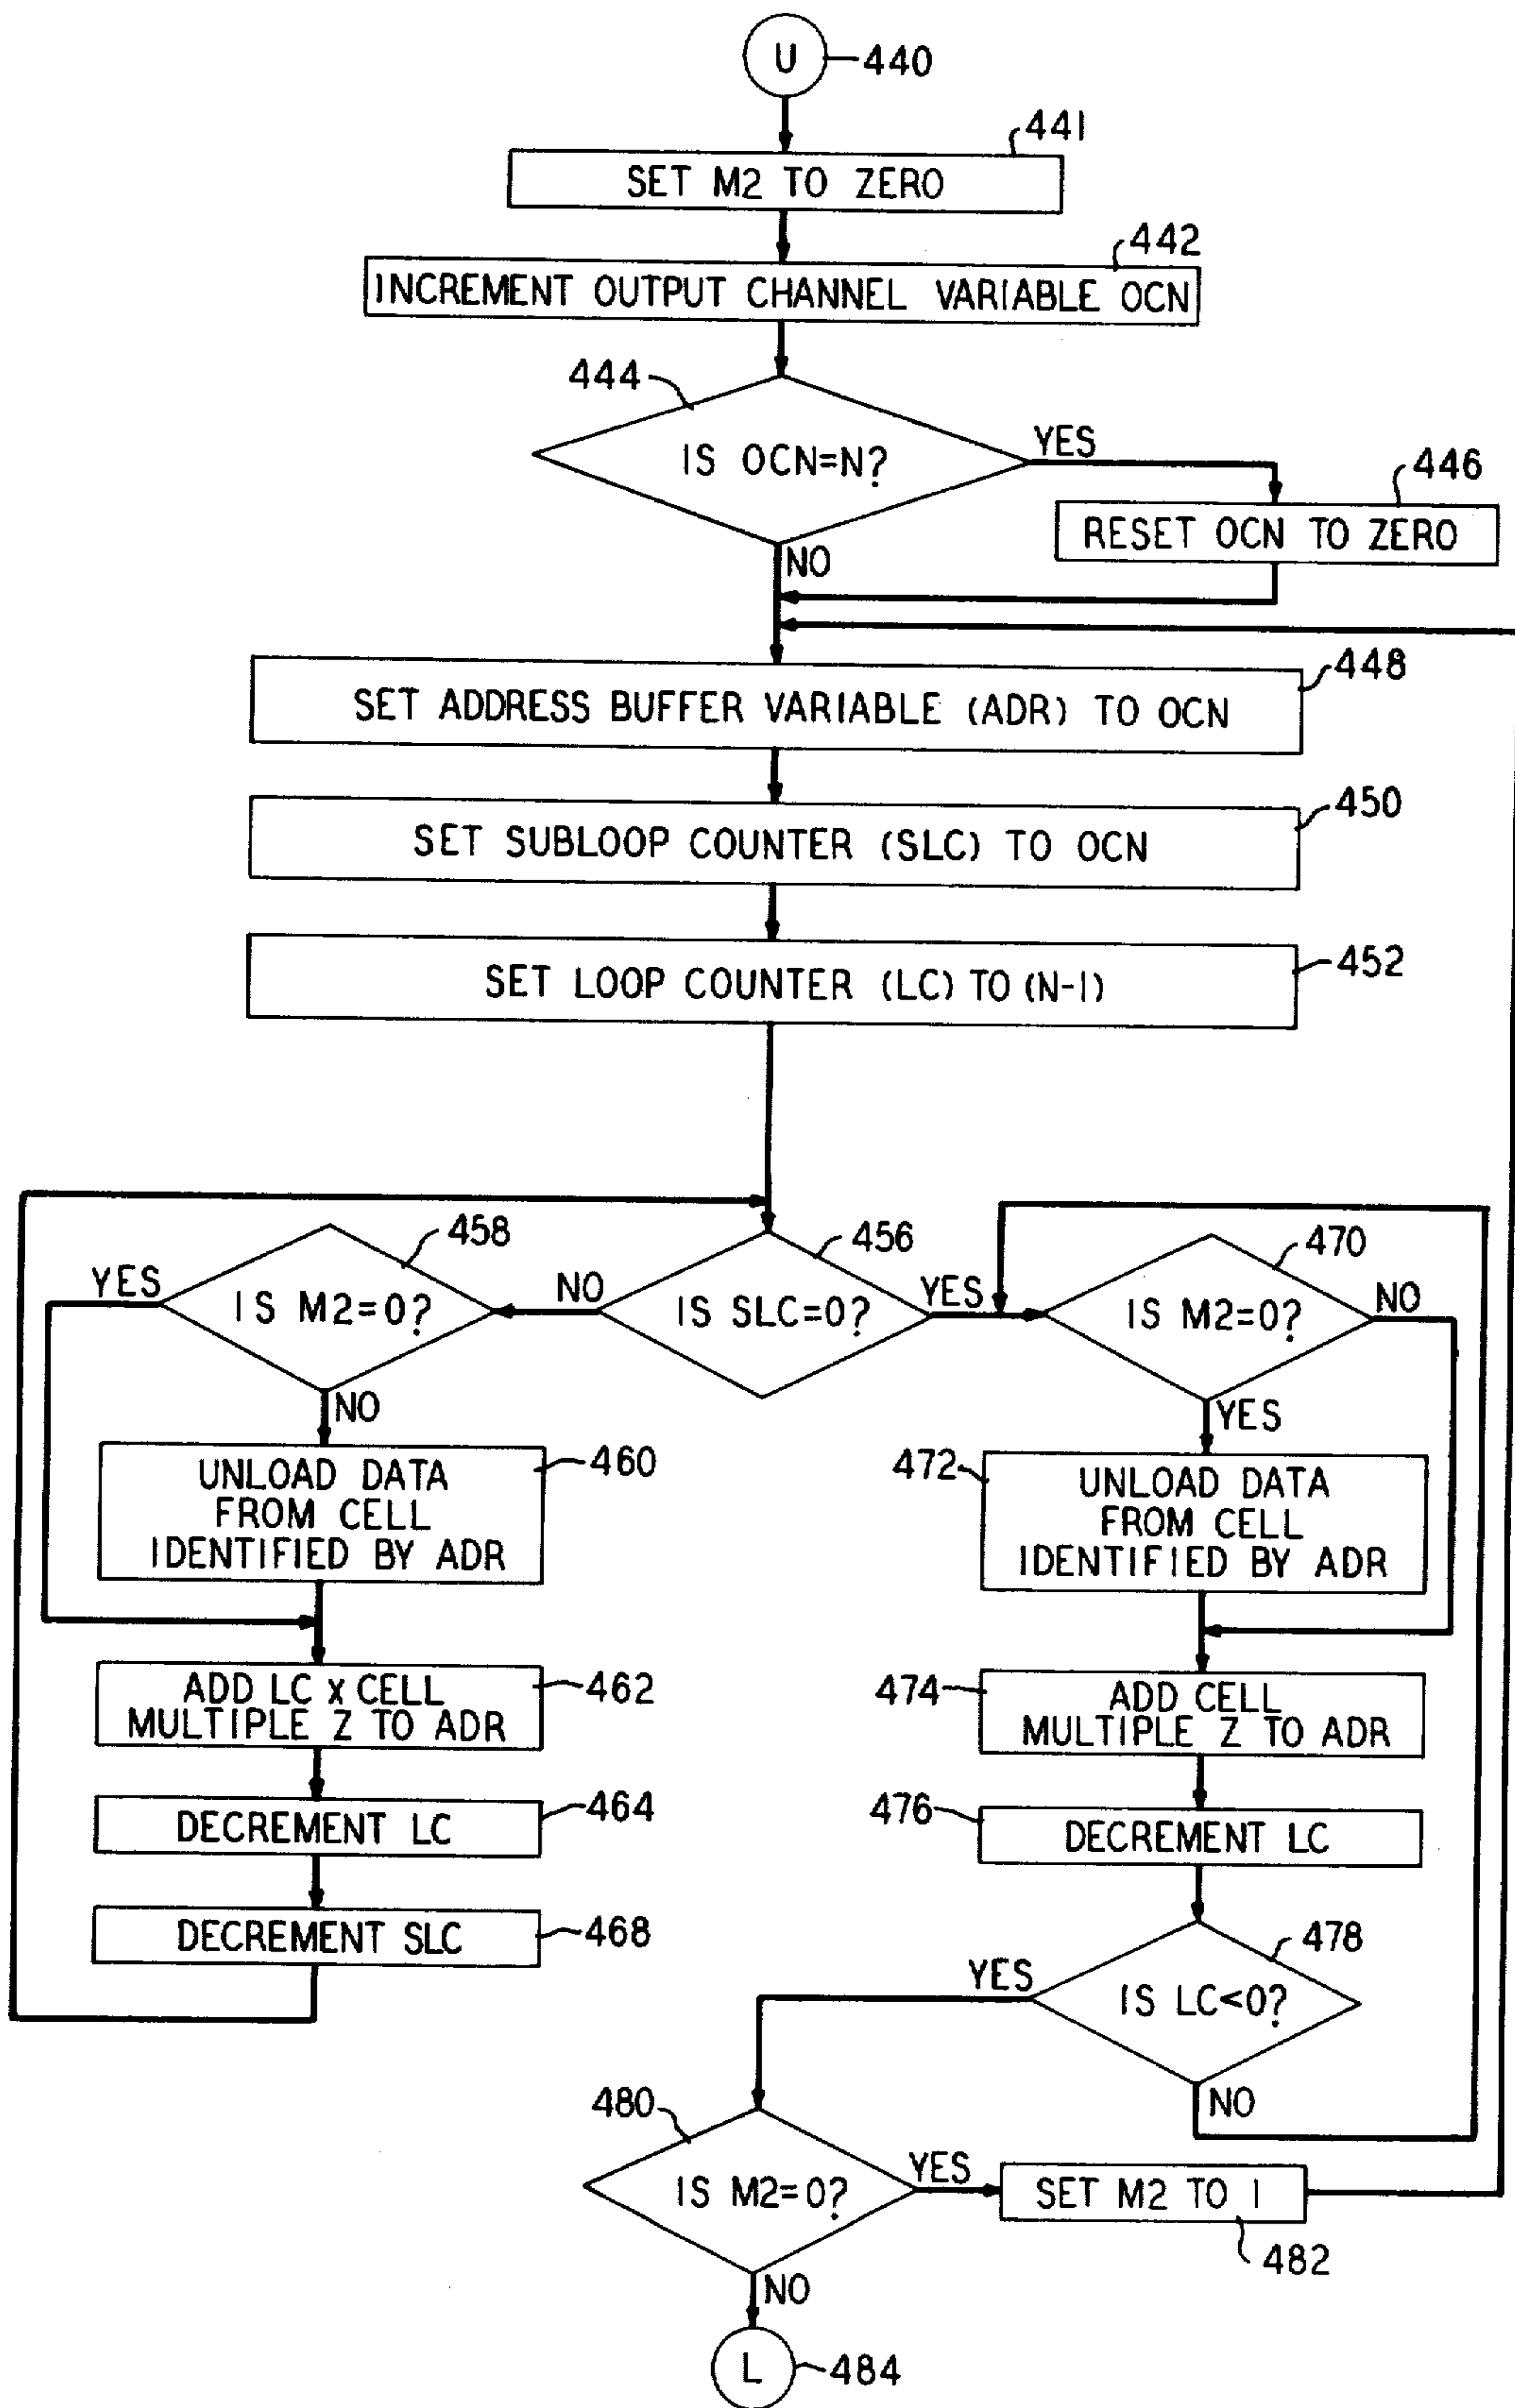 U
440
441
SET M2 TO ZERO
442
INCREMENT OUTPUT CHANNEL VARIABLE OCN
444
IS OCN=N?
YES
446
RESET OCN TO ZERO
NO
448
SET ADDRESS BUFFER VARIABLE (ADR) TO OCN
450
SET SUBLOOP COUNTER (SLC) TO OCN
452
SET LOOP COUNTER (LC) TO (N-1)
458
456
470
YES
IS M2=0?
NO
IS SLC=0?
YES
IS M2=0?
NO
NO
YES
460
UNLOAD DATA
FROM CELL
IDENTIFIED BY ADR
472
UNLOAD DATA
FROM CELL
IDENTIFIED BY ADR
462
ADD LC x CELL
MULTIPLE Z TO ADR
474
ADD CELL
MULTIPLE Z TO ADR
464
DECREMENT LC
476
DECREMENT LC
468
DECREMENT SLC
478
YES
IS LC<0?
NO
480
IS M2=0?
YES
SET M2 TO 1
482
NO
L
484